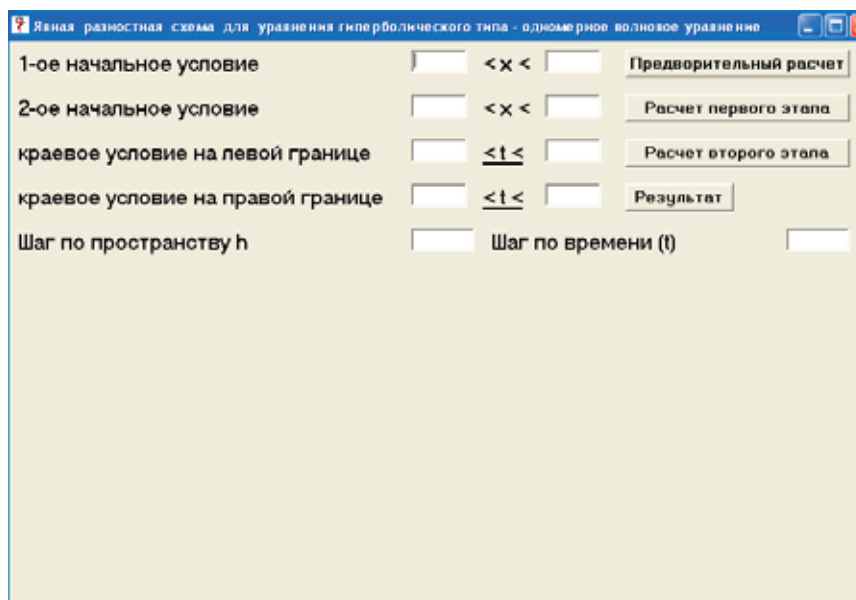 Явная разностная схема для уравнения гиперболического типа - одномерное волновое уравнение
1-ое начальное условие < x < Предворительный расчет
2-ое начальное условие < x < Расчет первого этапа
краевое условие на левой границе < t < Расчет второго этапа
краевое условие на правой границе < t < Результат
Шаг по пространству h Шаг по времени (t)